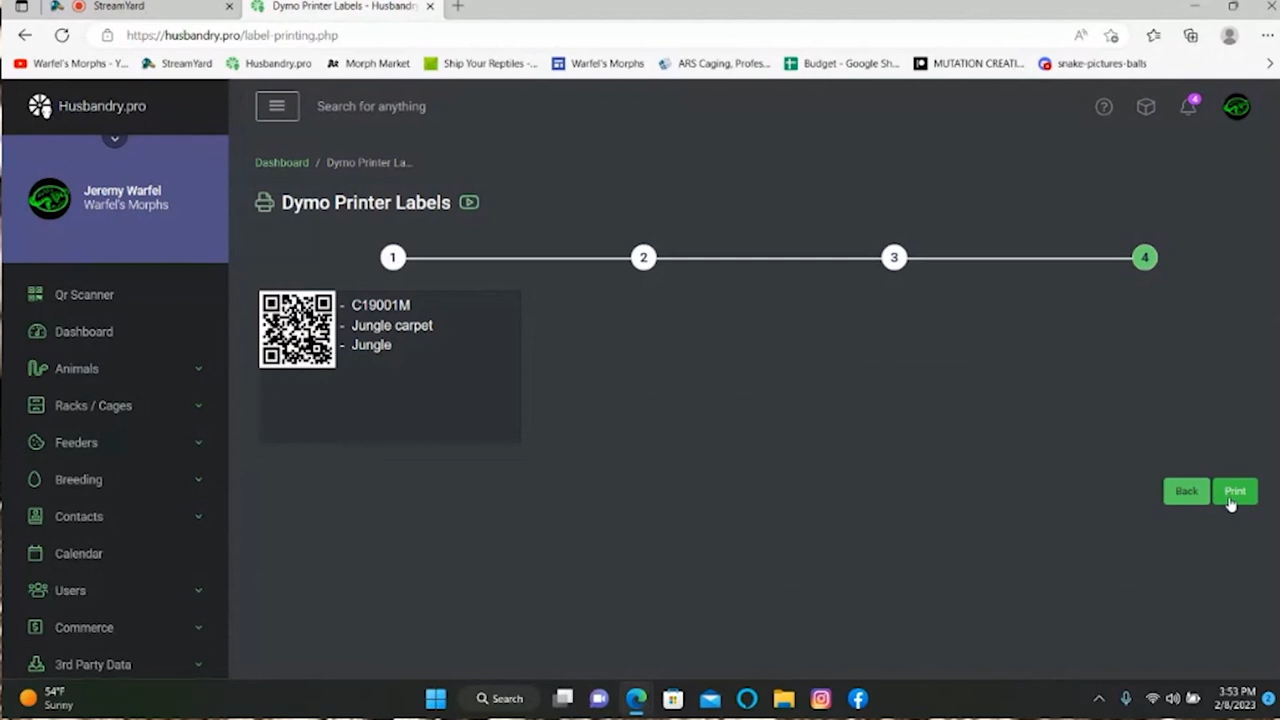 StreamYard
Dymo Printer Labels - Husbandr
https://husbandry.pro/label-printing.php
Warfel's Morphs - Y...
StreamYard
Husbandry.pro
Morph Market
Ship Your Reptiles -...
Warfel's Morphs
ARS Caging, Profes...
Budget - Google Sh...
MUTATION CREATI...
snake-pictures-balls
Husbandry.pro
Search for anything
4
Jeremy Warfel
Warfel's Morphs
Dashboard / Dymo Printer La...
Dymo Printer Labels
1 2 3 4
- C19001M
- Jungle carpet
- Jungle
Back
Print
Qr Scanner
Dashboard
Animals
Racks / Cages
Feeders
Breeding
Contacts
Calendar
Users
Commerce
3rd Party Data
54°F
Sunny
Search
3:53 PM
2/8/2023
2